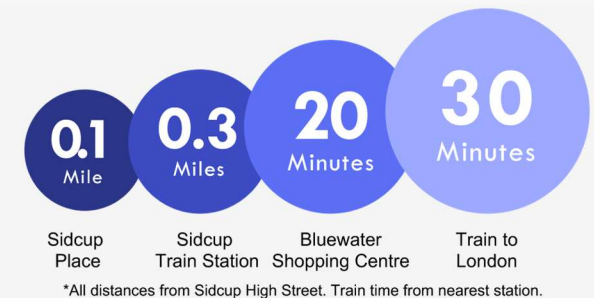 0.1
Mile
0.3
Miles
20
Minutes
30
Minutes
Sidcup
Place
Sidcup
Train Station
Bluewater
Shopping Centre
Train to
London
*All distances from Sidcup High Street. Train time from nearest station.